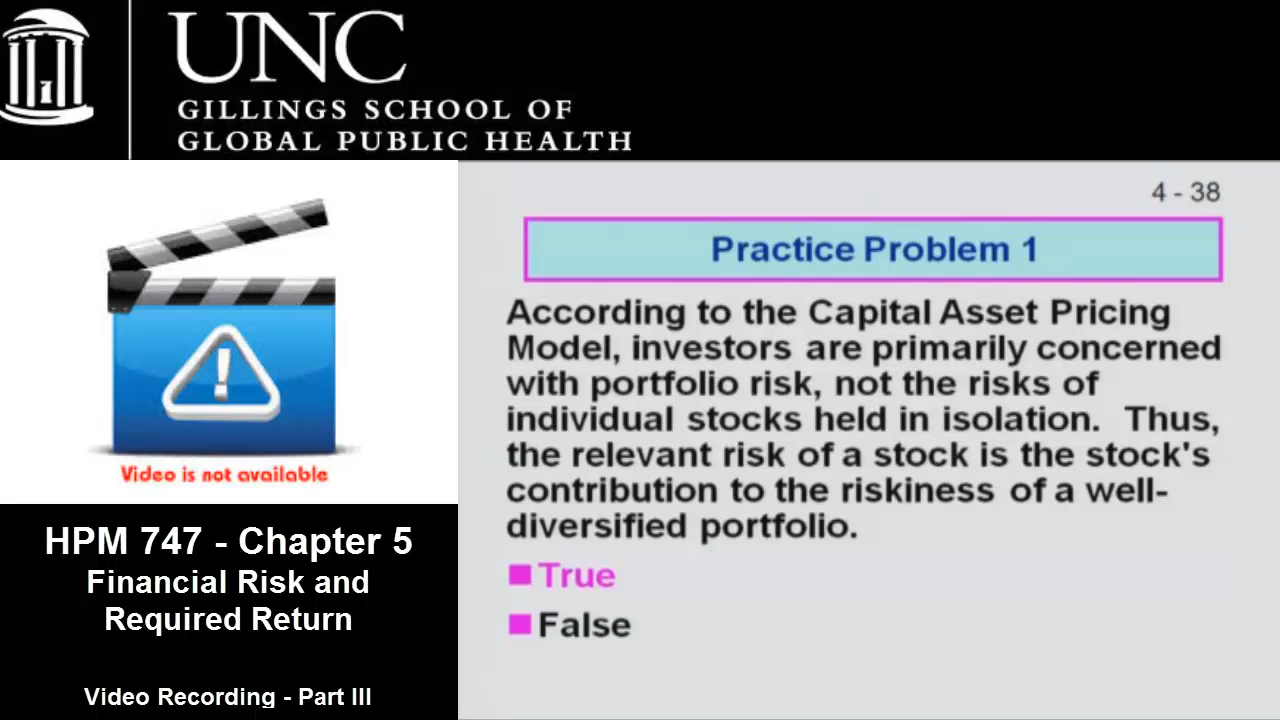 UNC
GILLINGS SCHOOL OF
GLOBAL PUBLIC HEALTH
Video is not available
HPM 747 - Chapter 5
Financial Risk and
Required Return
Video Recording - Part III
4 - 38
Practice Problem 1
According to the Capital Asset Pricing
Model, investors are primarily concerned
with portfolio risk, not the risks of
individual stocks held in isolation. Thus,
the relevant risk of a stock is the stock's
contribution to the riskiness of a well-
diversified portfolio.
True
False